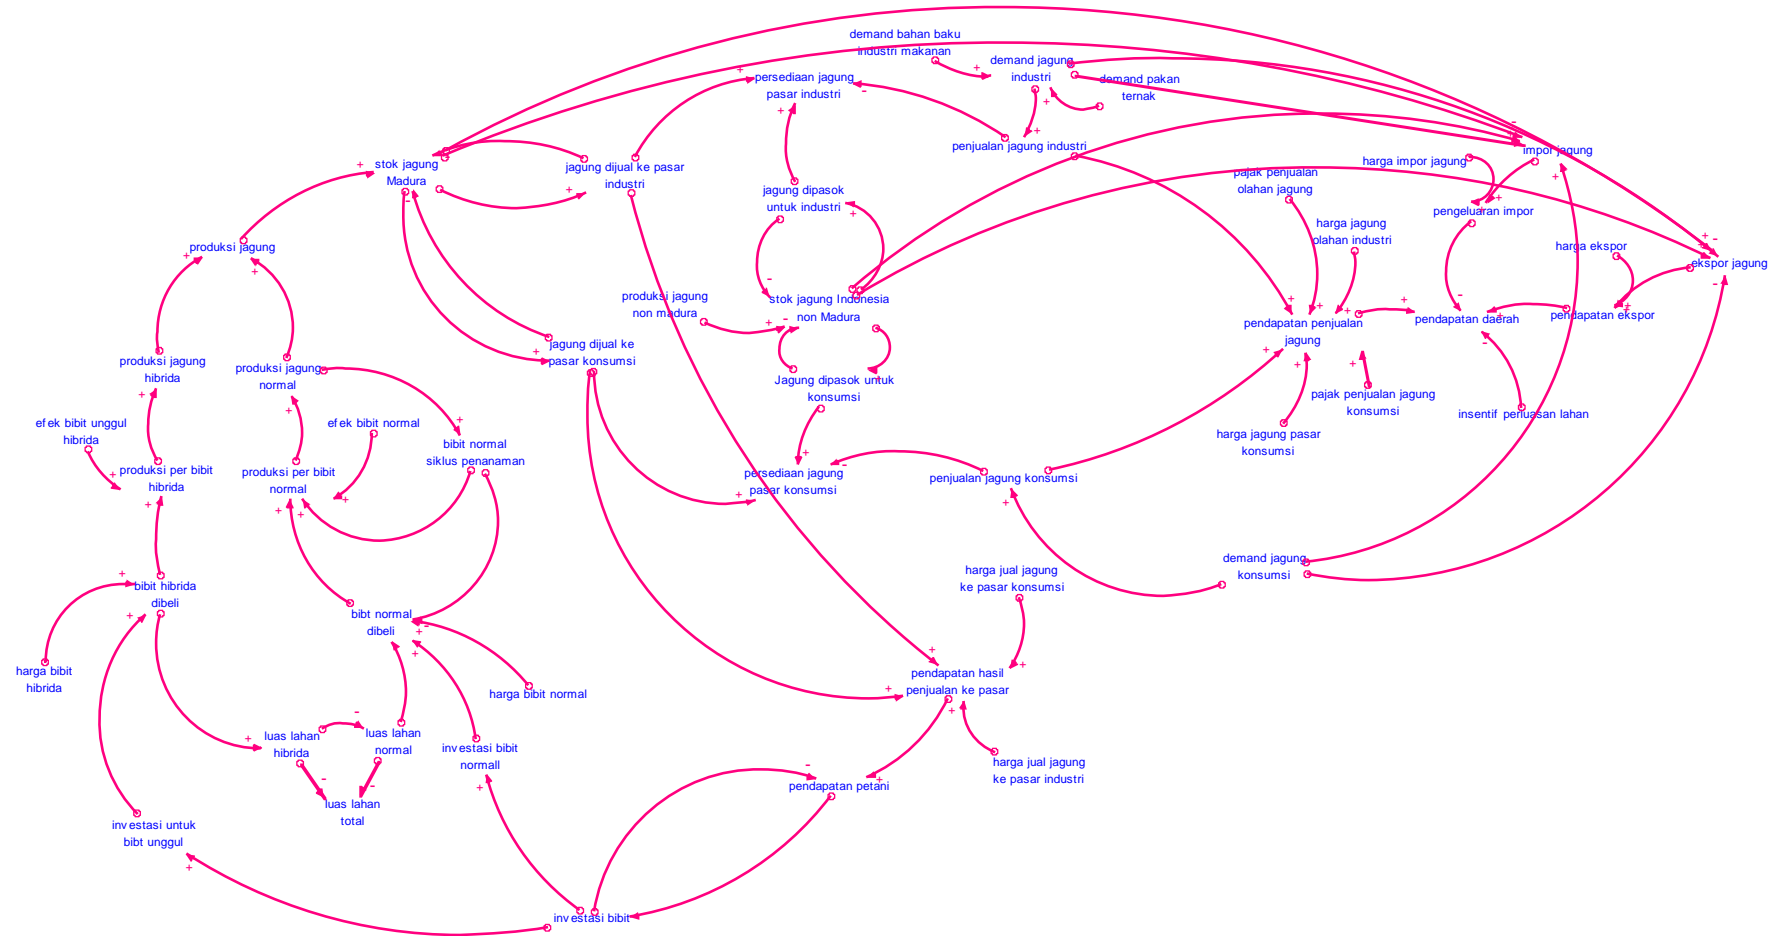 demand bahan baku
industri makanan
demand jagung
industri
persediaan jagung
pasar industri
demand pakan
ternak
penjualan jagung industri
impor jagung
stok jagung
Madura
jagung dijual ke pasar
industri
harga impor jagung
pajak penjualan
olahan jagung
jagung dipasok
untuk industri
pengeluaran impor
harga jagung
olahan industri
produksi jagung
harga ekspor
ekspor jagung
produksi jagung
non madura
stok jagung Indonesia
non Madura
pendapatan penjualan
jagung
pendapatan daerah
pendapatan ekspor
jagung dijual ke
pasar konsumsi
produksi jagung
hibrida
produksi jagung
normal
Jagung dipasok untuk
konsumsi
pajak penjualan jagung
konsumsi
insentif perluasan lahan
efek bibit unggul
hibrida
efek bibit normal
bibit normal
siklus penanaman
harga jagung pasar
konsumsi
produksi per bibit
hibrida
produksi per bibit
normal
persediaan jagung
pasar konsumsi
penjualan jagung konsumsi
demand jagung
konsumsi
harga jual jagung
ke pasar konsumsi
bibit hibrida
dibeli
bibt normal
dibeli
harga bibit
hibrida
harga bibit normal
pendapatan hasil
penjualan ke pasar
luas lahan
hibrida
luas lahan
normal
investasi bibit
normall
harga jual jagung
ke pasar industri
pendapatan petani
luas lahan
total
investasi untuk
bibt unggul
investasi bibit